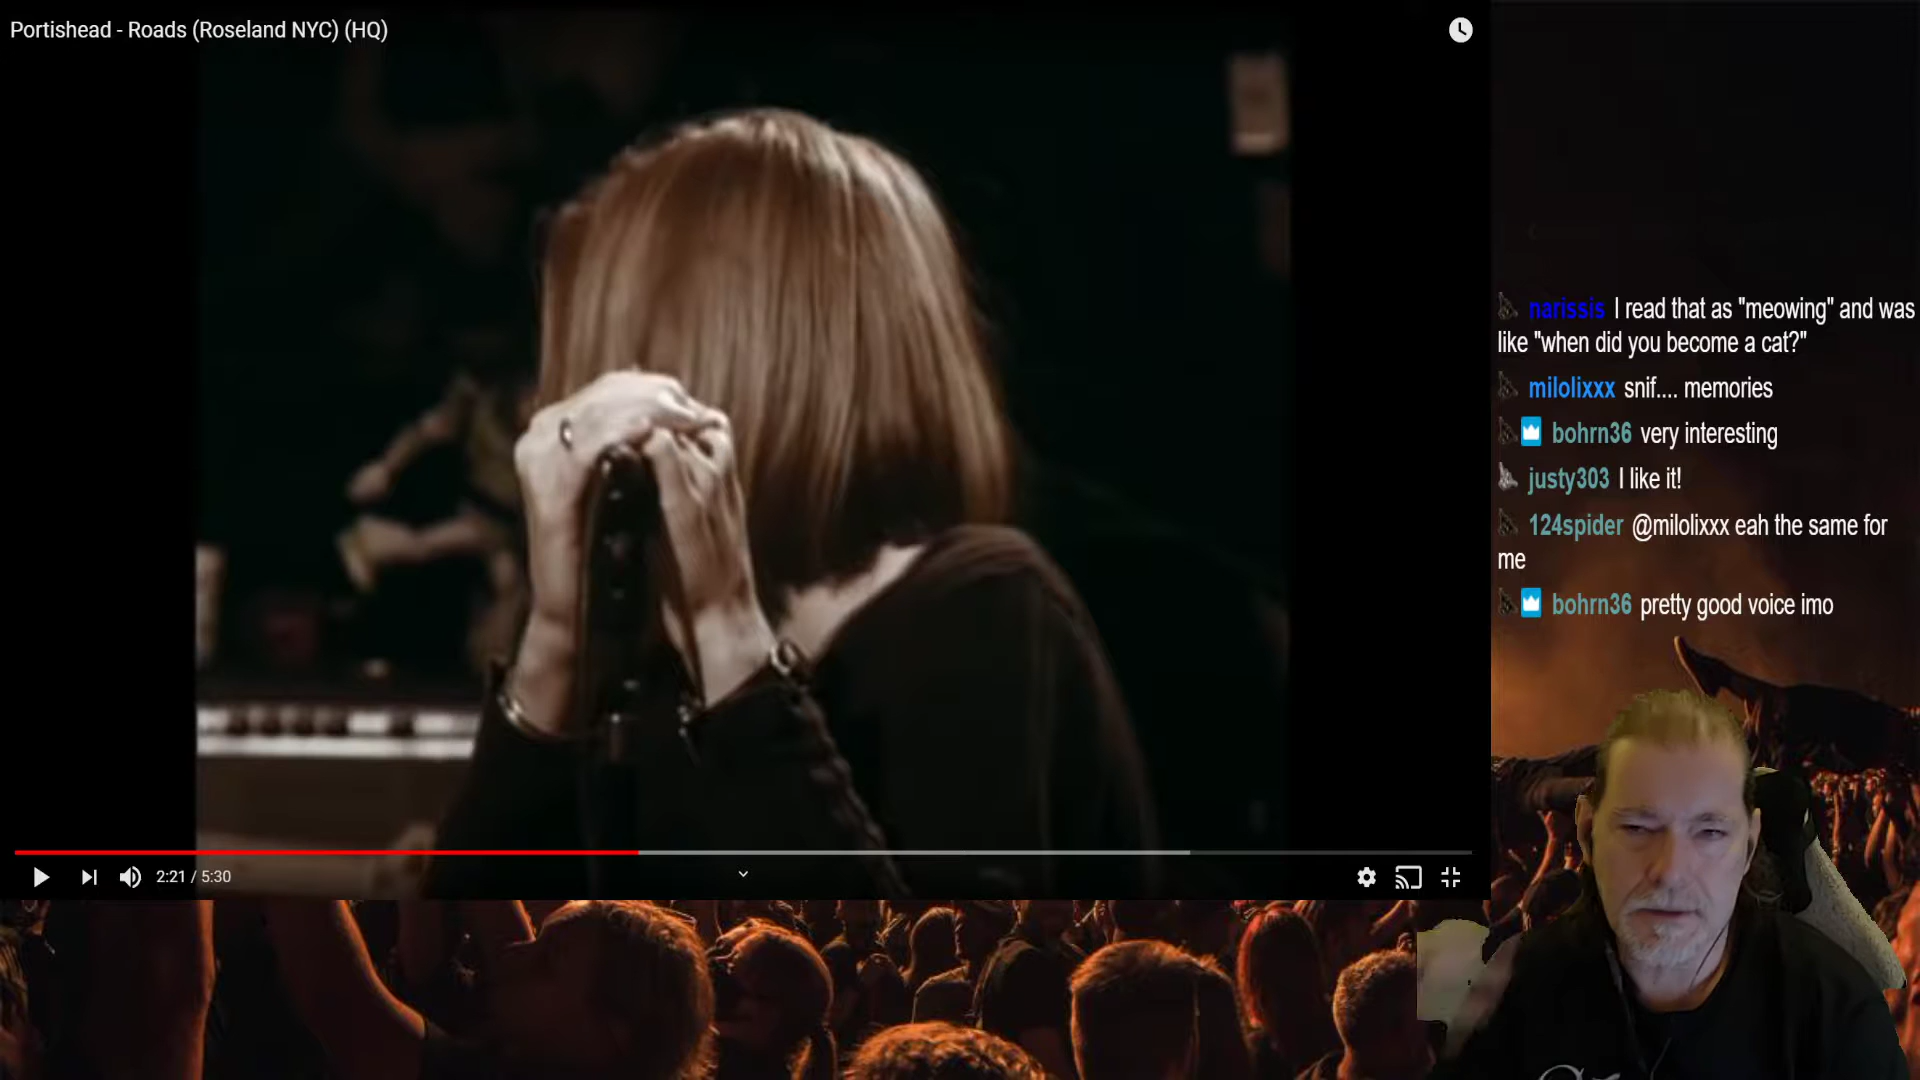 Portishead - Roads (Roseland NYC) (HQ)
narissis I read that as "meowing" and was
like "when did you become a cat?"
milolixxx snif.... memories
bohrn36 very interesting
justy303 I like it!
124spider @milolixxx eah the same for
me
bohrn36 pretty good voice imo
2:21 / 5:30